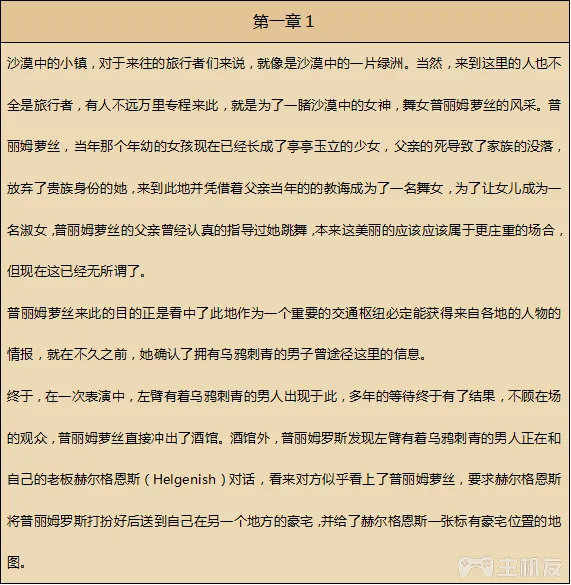 第一章 1
沙漠中的小镇，对于来往的旅行者们来说，就像是沙漠中的一片绿洲。当然，来到这里的人也不
全是旅行者，有人不远万里专程来此，就是为了一睹沙漠中的女神，舞女普丽姆萝丝的风采。普
丽姆萝丝，当年那个年幼的女孩现在已经长成了亭亭玉立的少女，父亲的死导致了家族的没落，
放弃了贵族身份的她，来到此地并凭借着父亲当年的的教诲成为了一名舞女，为了让女儿成为一
名淑女，普丽姆萝丝的父亲曾经认真的指导过她跳舞，本来这美丽的应该应该属于更庄重的场合，
但现在这已经无所谓了。
普丽姆萝丝来此的目的正是看中了此地作为一个重要的交通枢纽必定能获得来自各地的人物的
情报，就在不久之前，她确认了拥有乌鸦刺青的男子曾途径这里的信息。
终于，在一次表演中，左臂有着乌鸦刺青的男人出现于此，多年的等待终于有了结果，不顾在场
的观众，普丽姆萝丝直接冲出了酒馆。酒馆外，普丽姆罗斯发现左臂有着乌鸦刺青的男人正在和
自己的老板赫尔格恩斯（Helgenish）对话，看来对方似乎看上了普丽姆萝丝，要求赫尔格恩斯
将普丽姆罗斯打扮好后送到自己在另一个地方的豪宅，并给了赫尔格恩斯一张标有豪宅位置的地
图。
主机友